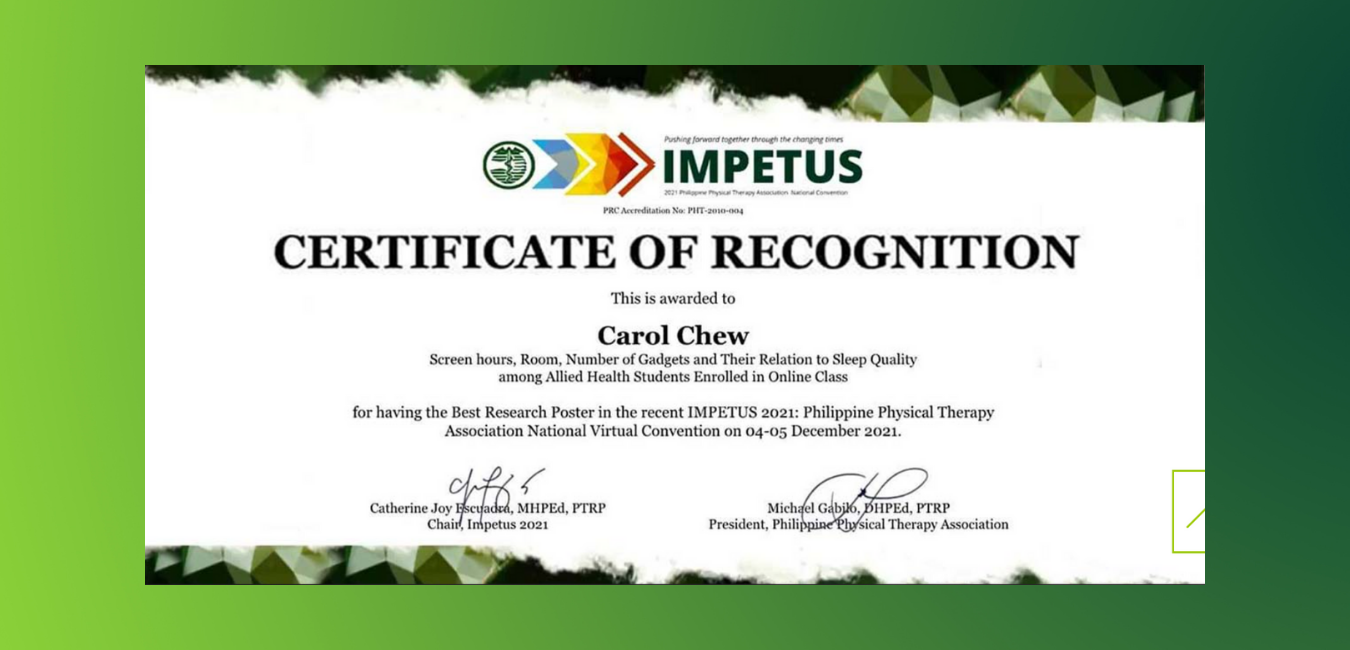 Pushing forward together through the changing times
IMPETUS
2021 Philippine Physical Therapy Association National Convention
PRC Accreditation No: PHT-2010-004
CERTIFICATE OF RECOGNITION
This is awarded to
Carol Chew
Screen hours, Room, Number of Gadgets and Their Relation to Sleep Quality
among Allied Health Students Enrolled in Online Class
for having the Best Research Poster in the recent IMPETUS 2021: Philippine Physical Therapy
Association National Virtual Convention on 04-05 December 2021.
Catherine Joy Escuadra, MHPEd, PTRP
Chair, Impetus 2021
Michael Gabilo, DHPEd, PTRP
President, Philippine Physical Therapy Association